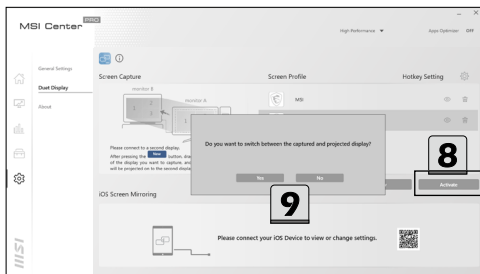 MSI Center PRO
High Performance
Apps Optimizer OFF
General Settings
Duet Display
About
Screen Capture
Screen Profile
Hotkey Setting
monitor B
monitor A
MSI
Please connect to a second display.
After pressing the New button,
of the display you want to capture, and
will be projected on to the second
Do you want to switch between the captured and projected display?
Yes
No
8
Activate
9
iOS Screen Mirroring
Please connect your iOS Device to view or change settings.
msi